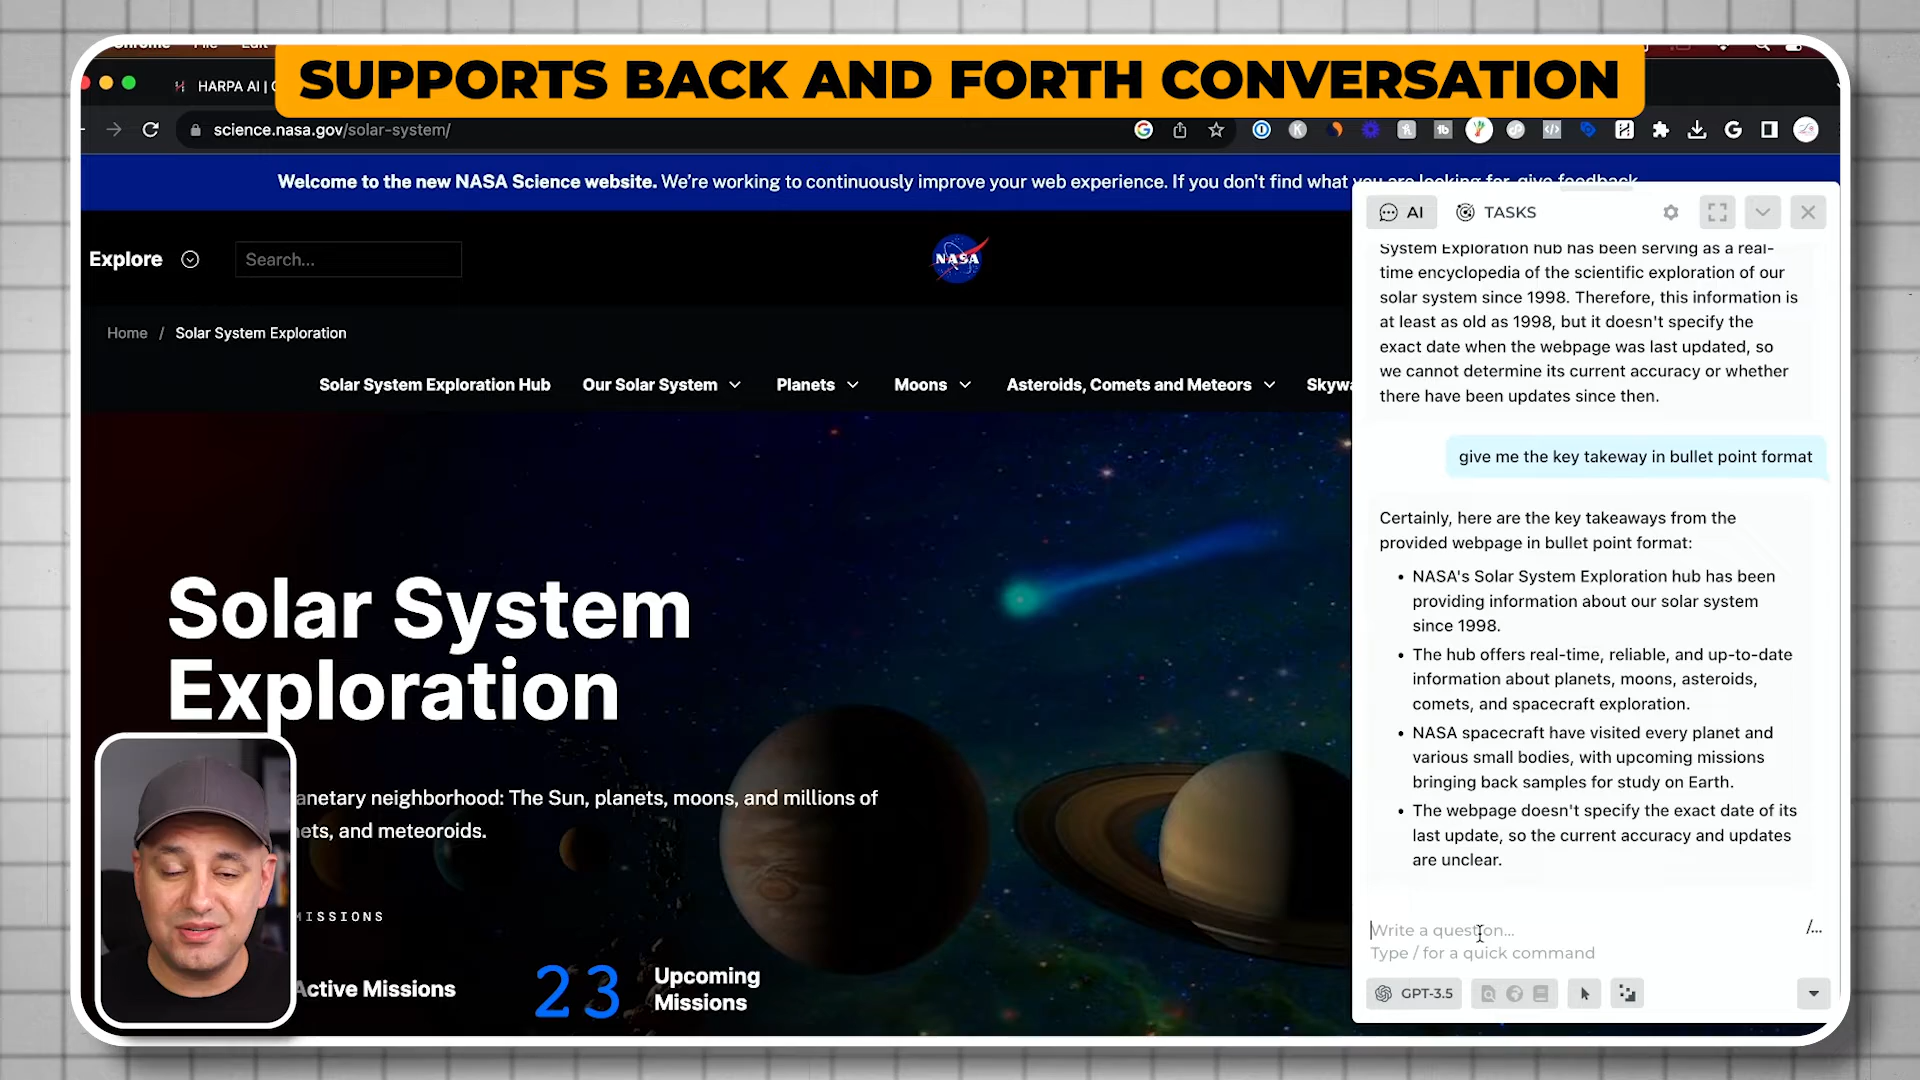 SUPPORTS BACK AND FORTH CONVERSATION
HARPA AI |
science.nasa.gov/solar-system/
Welcome to the new NASA Science website. We're working to continuously improve your web experience. If you don't find what you are looking for, give feedback
Explore
Search...
NASA
Home / Solar System Exploration
Solar System Exploration Hub
Our Solar System
Planets
Moons
Asteroids, Comets and Meteors
Solar System
Exploration
anetary neighborhood: The Sun, planets, moons, and millions of
ets, and meteoroids.
MISSIONS
Active Missions
23
Upcoming
Missions
AI
TASKS
System Exploration hub has been serving as a real-
time encyclopedia of the scientific exploration of our
solar system since 1998. Therefore, this information is
at least as old as 1998, but it doesn't specify the
exact date when the webpage was last updated, so
we cannot determine its current accuracy or whether
there have been updates since then.
give me the key takeway in bullet point format
Certainly, here are the key takeaways from the
provided webpage in bullet point format:
• NASA's Solar System Exploration hub has been
providing information about our solar system
since 1998.
• The hub offers real-time, reliable, and up-to-date
information about planets, moons, asteroids,
comets, and spacecraft exploration.
• NASA spacecraft have visited every planet and
various small bodies, with upcoming missions
bringing back samples for study on Earth.
• The webpage doesn't specify the exact date of its
last update, so the current accuracy and updates
are unclear.
Write a question...
/...
Type / for a quick command
GPT-3.5